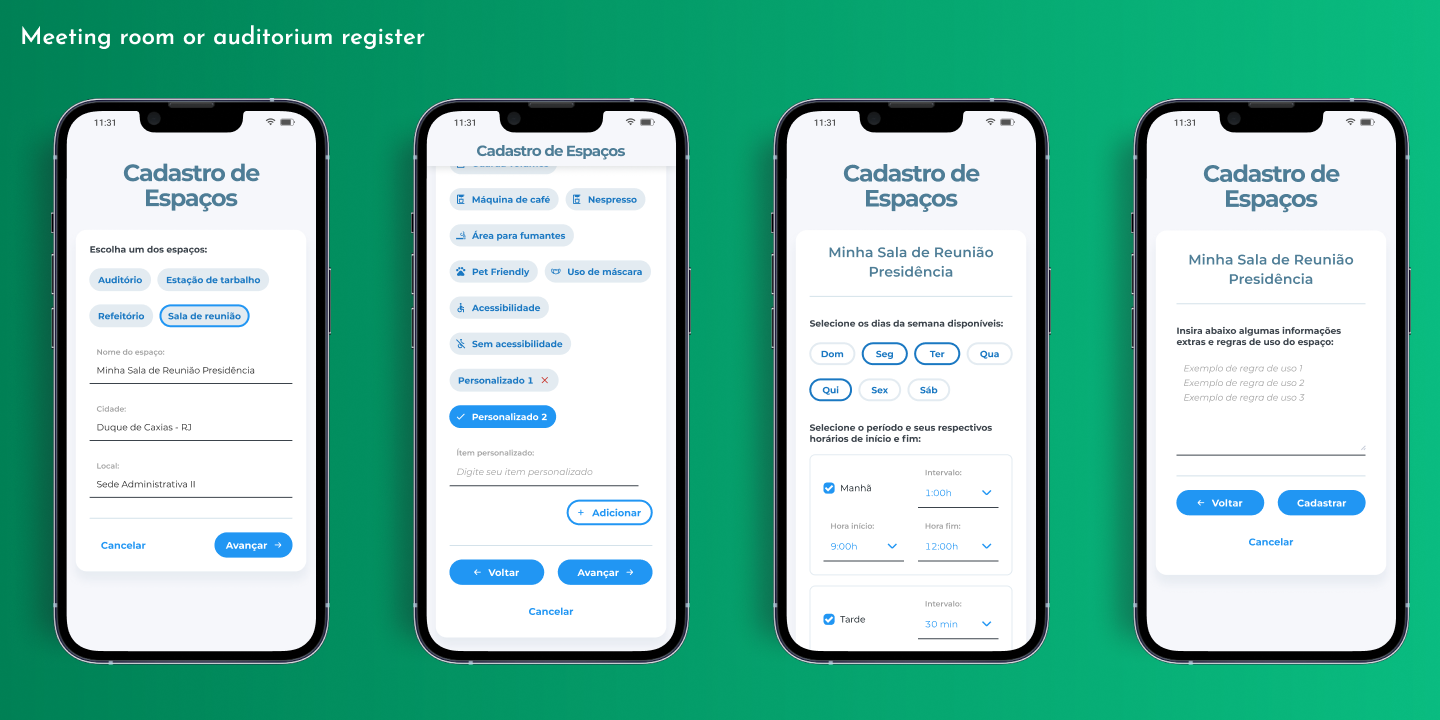 Meeting room or auditorium register
11:31
Cadastro de
Espaços
Escolha um dos espaços:
Auditório
Estação de tarbalho
Refeitório
Sala de reunião
Nome do espaço:
Minha Sala de Reunião Presidência
Cidade:
Duque de Caxias - RJ
Local:
Sede Administrativa II
Cancelar
Avançar →
11:31
Cadastro de Espaços
Máquina de café
Nespresso
Área para fumantes
Pet Friendly
Uso de máscara
Acessibilidade
Sem acessibilidade
Personalizado 1 ×
✓ Personalizado 2
Ítem personalizado:
Digite seu item personalizado
+ Adicionar
← Voltar
Avançar →
Cancelar
11:31
Cadastro de
Espaços
Minha Sala de Reunião
Presidência
Selecione os dias da semana disponíveis:
Dom
Seg
Ter
Qua
Qui
Sex
Sáb
Selecione o período e seus respectivos
horários de início e fim:
Manhã
Intervalo:
1:00h
Hora início:
9:00h
Hora fim:
12:00h
Tarde
Intervalo:
30 min
11:31
Cadastro de
Espaços
Minha Sala de Reunião
Presidência
Insira abaixo algumas informações
extras e regras de uso do espaço:
Exemplo de regra de uso 1
Exemplo de regra de uso 2
Exemplo de regra de uso 3
← Voltar
Cadastrar
Cancelar